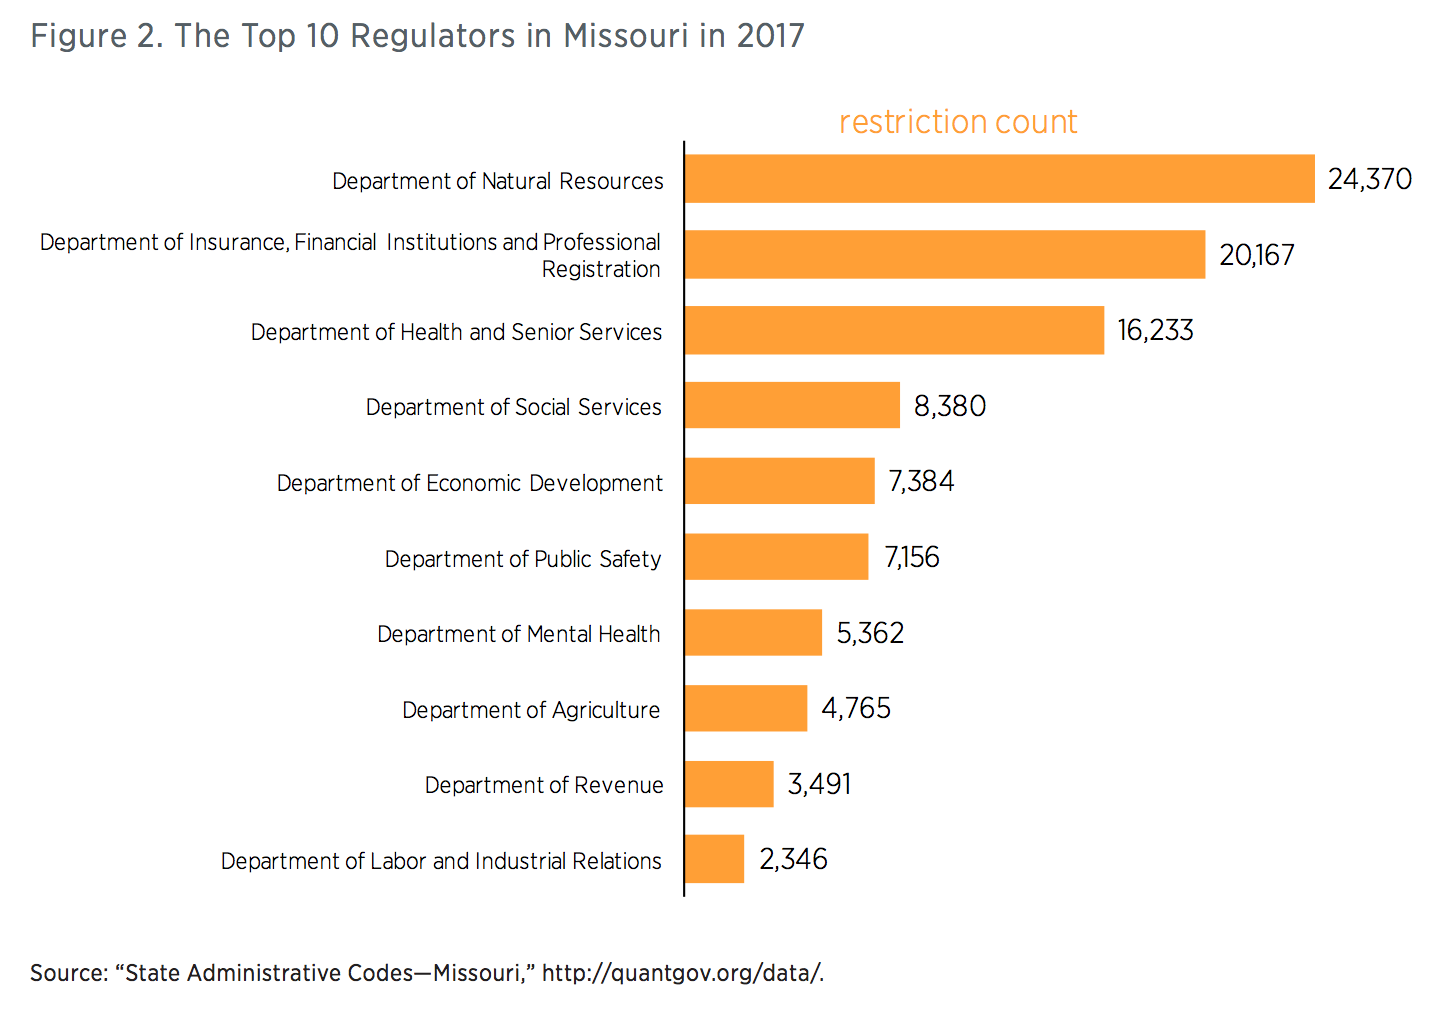 Figure 2. The Top 10 Regulators in Missouri in 2017
restriction count
Department of Natural Resources 24,370
Department of Insurance, Financial Institutions and Professional
Registration 20,167
Department of Health and Senior Services 16,233
Department of Social Services 8,380
Department of Economic Development 7,384
Department of Public Safety 7,156
Department of Mental Health 5,362
Department of Agriculture 4,765
Department of Revenue 3,491
Department of Labor and Industrial Relations 2,346
Source: “State Administrative Codes—Missouri,” http://quantgov.org/data/.